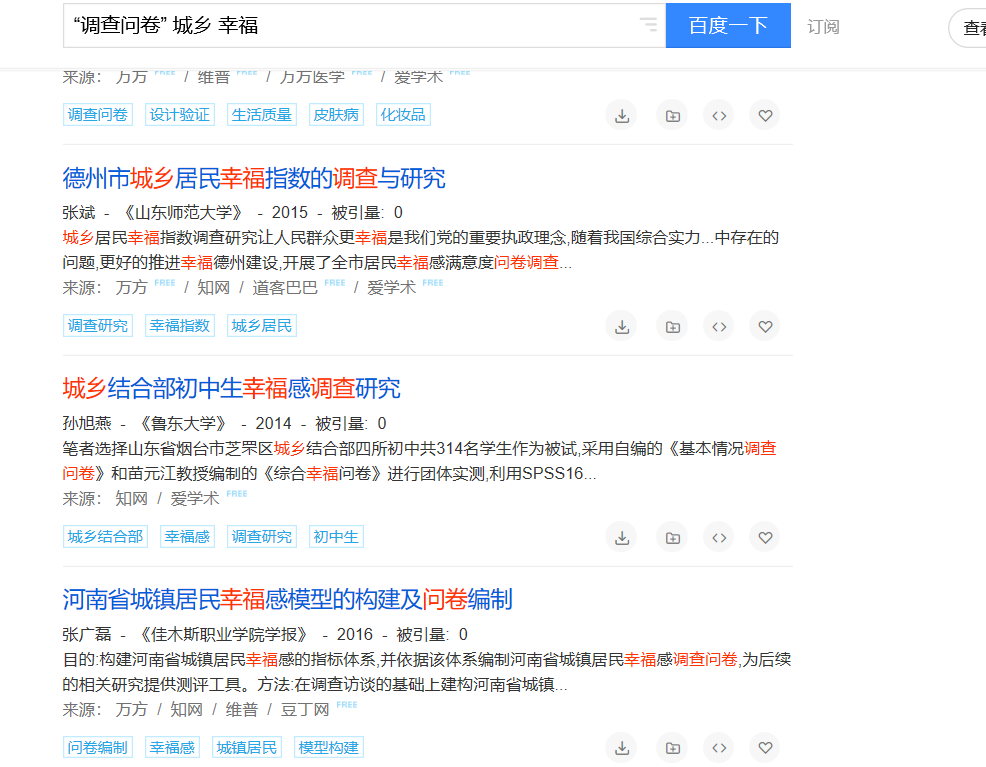 “调查问卷” 城乡 幸福 百度一下 订阅 查看
来源： 万方 FREE / 维普 FREE / 万方医学 FREE / 爱学术 FREE
调查问卷 设计验证 生活质量 皮肤病 化妆品
德州市城乡居民幸福指数的调查与研究
张斌 - 《山东师范大学》 - 2015 - 被引量: 0
城乡居民幸福指数调查研究让人民群众更幸福是我们党的重要执政理念,随着我国综合实力...中存在的
问题,更好的推进幸福德州建设,开展了全市居民幸福感满意度问卷调查...
来源： 万方 FREE / 知网 / 道客巴巴 FREE / 爱学术 FREE
调查研究 幸福指数 城乡居民
城乡结合部初中生幸福感调查研究
孙旭燕 - 《鲁东大学》 - 2014 - 被引量: 0
笔者选择山东省烟台市芝罘区城乡结合部四所初中共314名学生作为被试,采用自编的《基本情况调查
问卷》和苗元江教授编制的《综合幸福问卷》进行团体实测,利用SPSS16...
来源： 知网 / 爱学术 FREE
城乡结合部 幸福感 调查研究 初中生
河南省城镇居民幸福感模型的构建及问卷编制
张广磊 - 《佳木斯职业学院学报》 - 2016 - 被引量: 0
目的:构建河南省城镇居民幸福感的指标体系,并依据该体系编制河南省城镇居民幸福感调查问卷,为后续
的相关研究提供测评工具。方法:在调查访谈的基础上建构河南省城镇...
来源： 万方 / 知网 / 维普 / 豆丁网 FREE
问卷编制 幸福感 城镇居民 模型构建